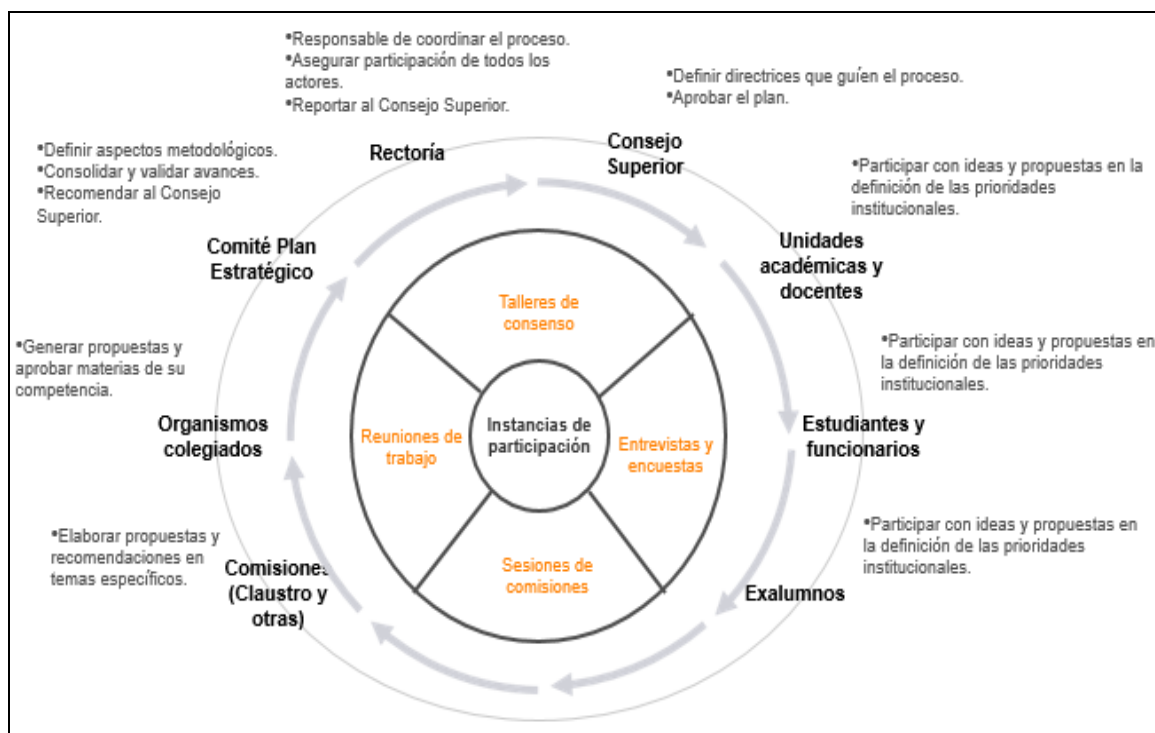 •Responsable de coordinar el proceso.
•Asegurar participación de todos los
actores.
•Reportar al Consejo Superior.
•Definir directrices que guíen el proceso.
•Aprobar el plan.
Rectoría
Consejo
Superior
•Definir aspectos metodológicos.
•Consolidar y validar avances.
•Recomendar al Consejo
Superior.
•Participar con ideas y propuestas en la
definición de las prioridades
institucionales.
Comité Plan
Estratégico
Unidades
académicas y
docentes
Talleres de
consenso
•Generar propuestas y
aprobar materias de su
competencia.
•Participar con ideas y propuestas en
la definición de las prioridades
institucionales.
Organismos
colegiados
Reuniones de
trabajo
Instancias de
participación
Entrevistas y
encuestas
Estudiantes y
funcionarios
•Elaborar propuestas y
recomendaciones en
temas específicos.
•Participar con ideas y propuestas en
la definición de las prioridades
institucionales.
Comisiones
(Claustro y
otras)
Sesiones de
comisiones
Exalumnos